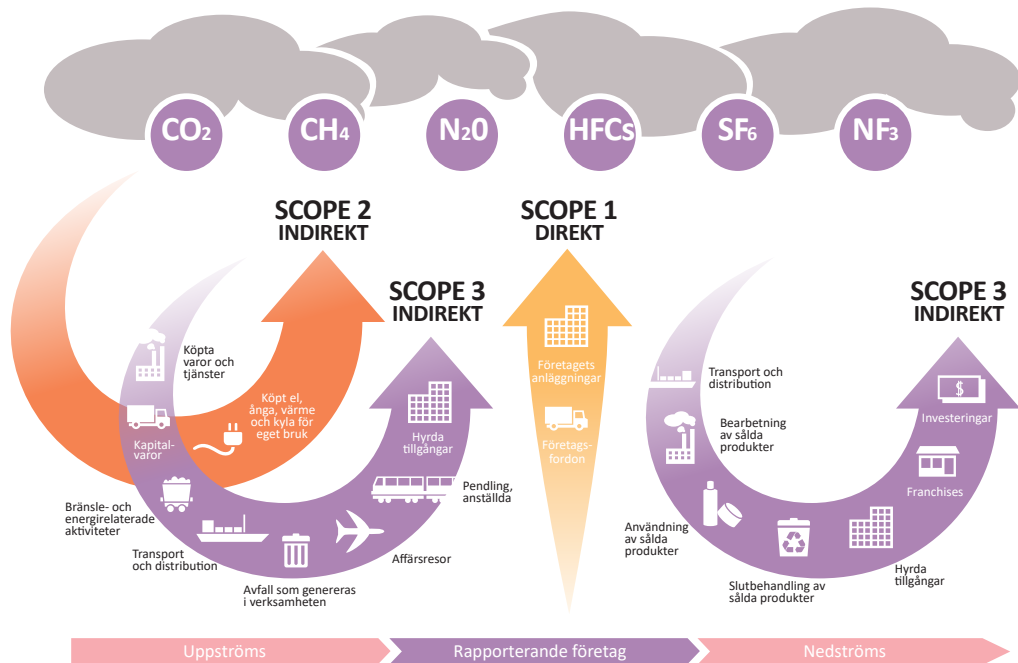 CO₂
CH₄
N₂0
HFCs
SF₆
NF₃
SCOPE 2
INDIREKT
SCOPE 1
DIREKT
SCOPE 3
INDIREKT
SCOPE 3
INDIREKT
Köpta
varor och
tjänster
Kapital-
varor
Bränsle- och
energirelaterade
aktiviteter
Transport
och distribution
Avfall som genereras
i verksamheten
Affärsresor
Pendling,
anställda
Hyrda
tillgångar
Köpt el,
ånga, värme
och kyla för
eget bruk
Företagets
anläggningar
Företags-
fordon
Transport och
distribution
Bearbetning
av sålda
produkter
Användning
av sålda
produkter
Slutbehandling av
sålda produkter
Hyrda
tillgångar
Franchises
$
Investeringar
Uppströms
Rapporterande företag
Nedströms